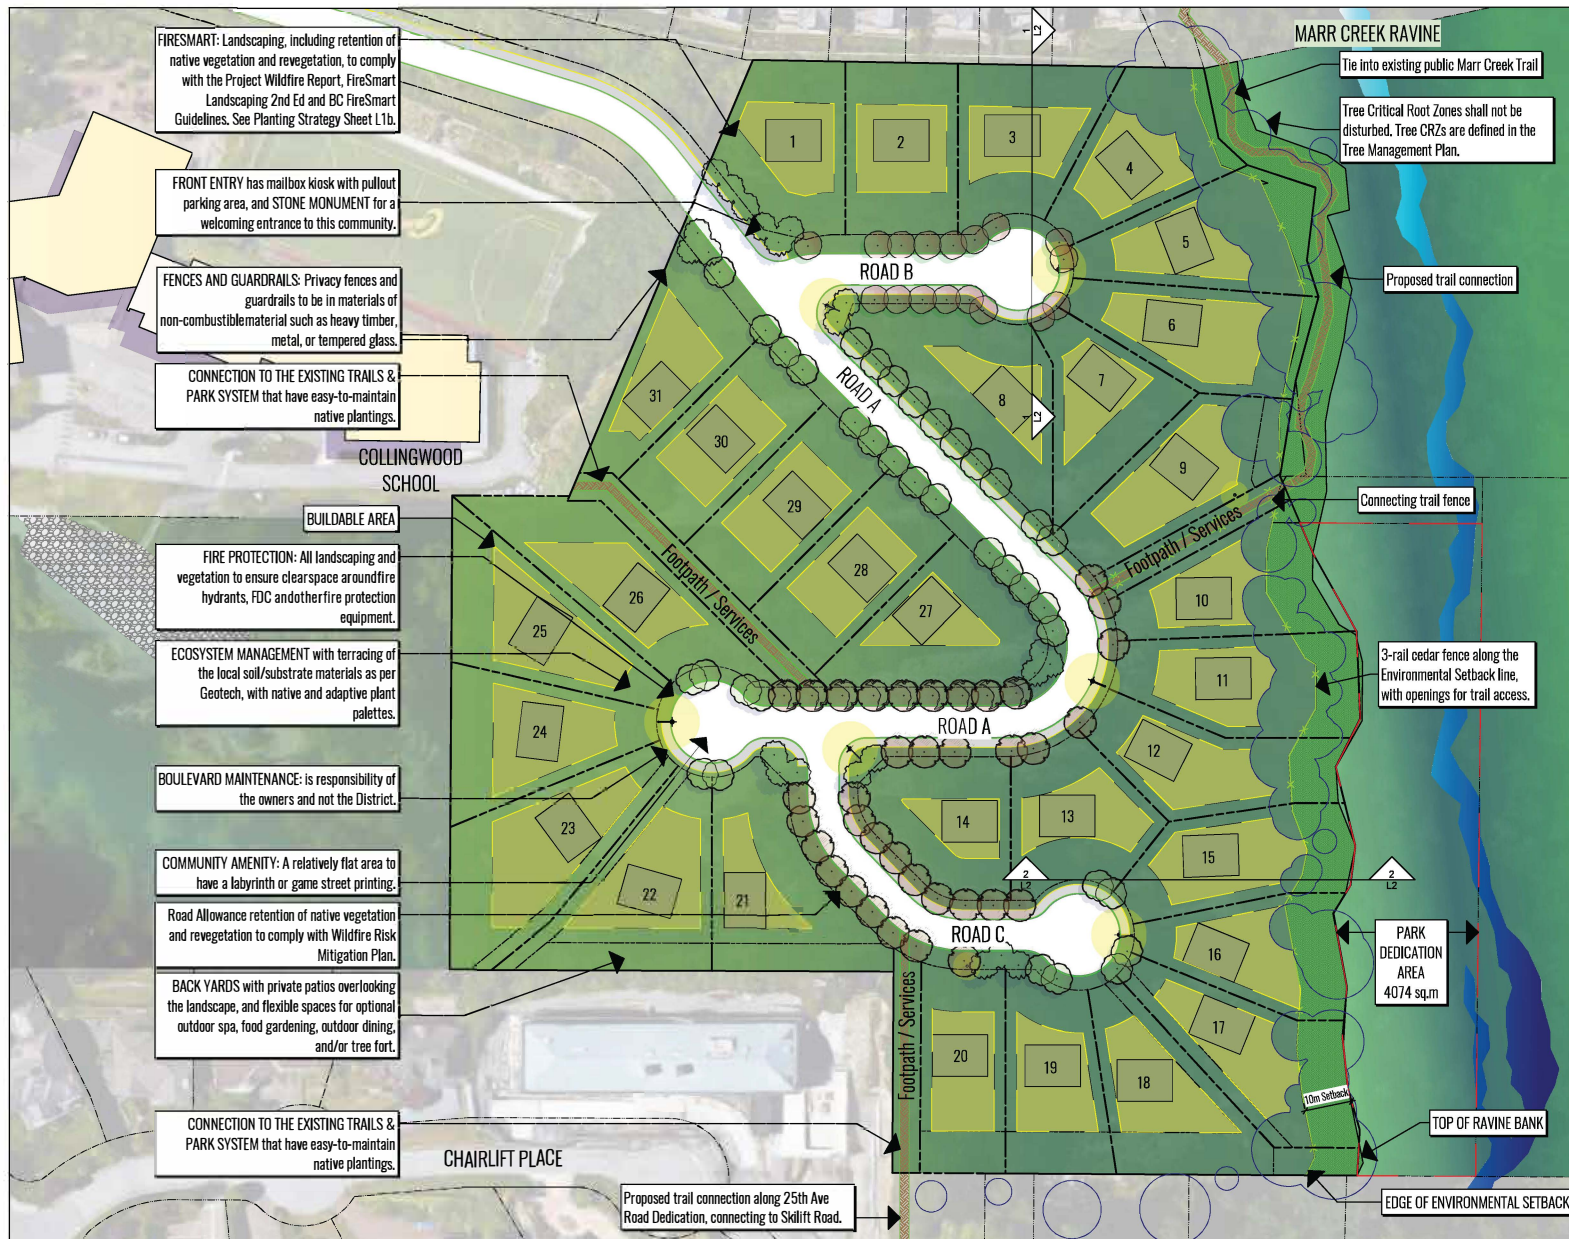 FIRESMART: Landscaping, including retention of
native vegetation and revegetation, to comply
with the Project Wildfire Report, FireSmart
Landscaping 2nd Ed and BC FireSmart
Guidelines. See Planting Strategy Sheet L1b.
FRONT ENTRY has mailbox kiosk with pullout
parking area, and STONE MONUMENT for a
welcoming entrance to this community.
FENCES AND GUARDRAILS: Privacy fences and
guardrails to be in materials of
non-combustiblematerial such as heavy timber,
metal, or tempered glass.
CONNECTION TO THE EXISTING TRAILS &
PARK SYSTEM that have easy-to-maintain
native plantings.
COLLINGWOOD
SCHOOL
BUILDABLE AREA
FIRE PROTECTION: All landscaping and
vegetation to ensure clearspace aroundfire
hydrants, FDC andotherfire protection
equipment.
ECOSYSTEM MANAGEMENT with terracing of
the local soil/substrate materials as per
Geotech, with native and adaptive plant
palettes.
BOULEVARD MAINTENANCE: is responsibility of
the owners and not the District.
COMMUNITY AMENITY: A relatively flat area to
have a labyrinth or game street printing.
Road Allowance retention of native vegetation
and revegetation to comply with Wildfire Risk
Mitigation Plan.
BACK YARDS with private patios overlooking
the landscape, and flexible spaces for optional
outdoor spa, food gardening, outdoor dining,
and/or tree fort.
CONNECTION TO THE EXISTING TRAILS &
PARK SYSTEM that have easy-to-maintain
native plantings.
CHAIRLIFT PLACE
Proposed trail connection along 25th Ave
Road Dedication, connecting to Skilift Road.
MARR CREEK RAVINE
Tie into existing public Marr Creek Trail
Tree Critical Root Zones shall not be
disturbed. Tree CRZs are defined in the
Tree Management Plan.
Proposed trail connection
Connecting trail fence
3-rail cedar fence along the
Environmental Setback line,
with openings for trail access.
PARK
DEDICATION
AREA
4074 sq.m
10m Setback
TOP OF RAVINE BANK
EDGE OF ENVIRONMENTAL SETBACK
ROAD B
ROAD A
ROAD A
ROAD C
Footpath / Services
Footpath / Services
Footpath / Services
1
2
3
4
5
6
7
8
9
10
11
12
13
14
15
16
17
18
19
20
21
22
23
24
25
26
27
28
29
30
31
1
L2
1
L2
2
L2
2
L2